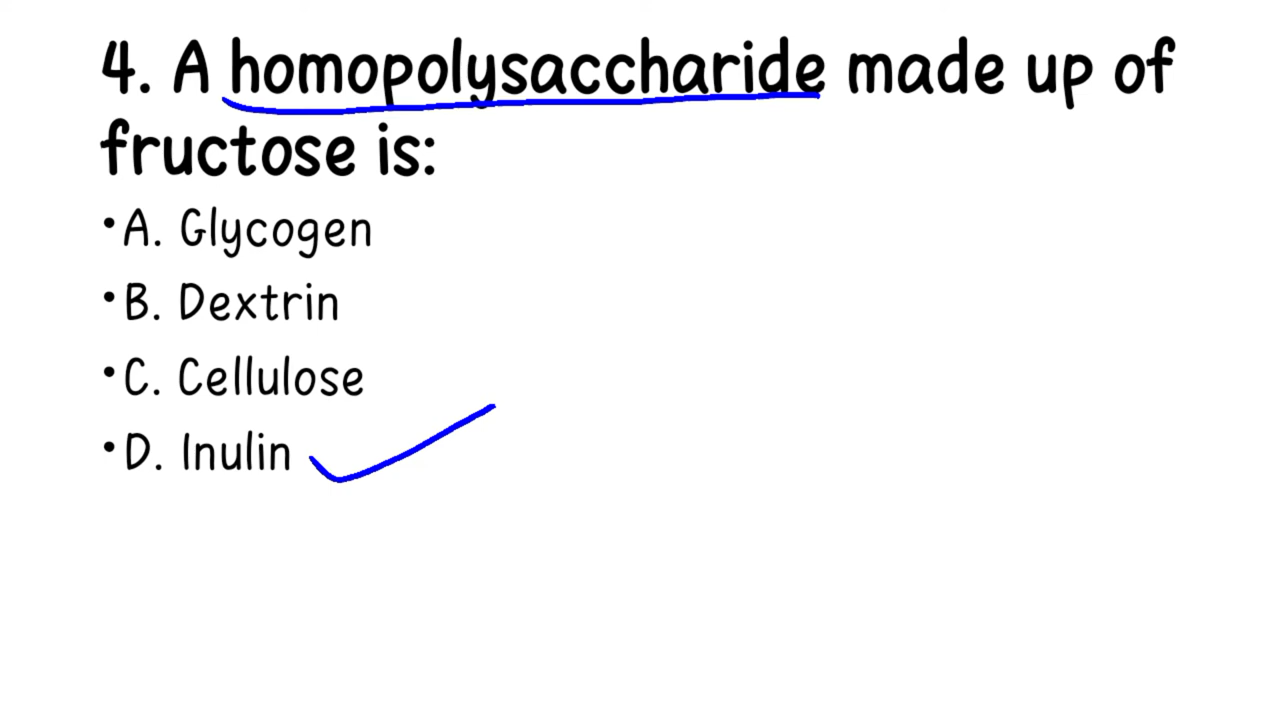 4. A homopolysaccharide made up of
fructose is:
•A. Glycogen
•B. Dextrin
•C. Cellulose
•D. Inulin